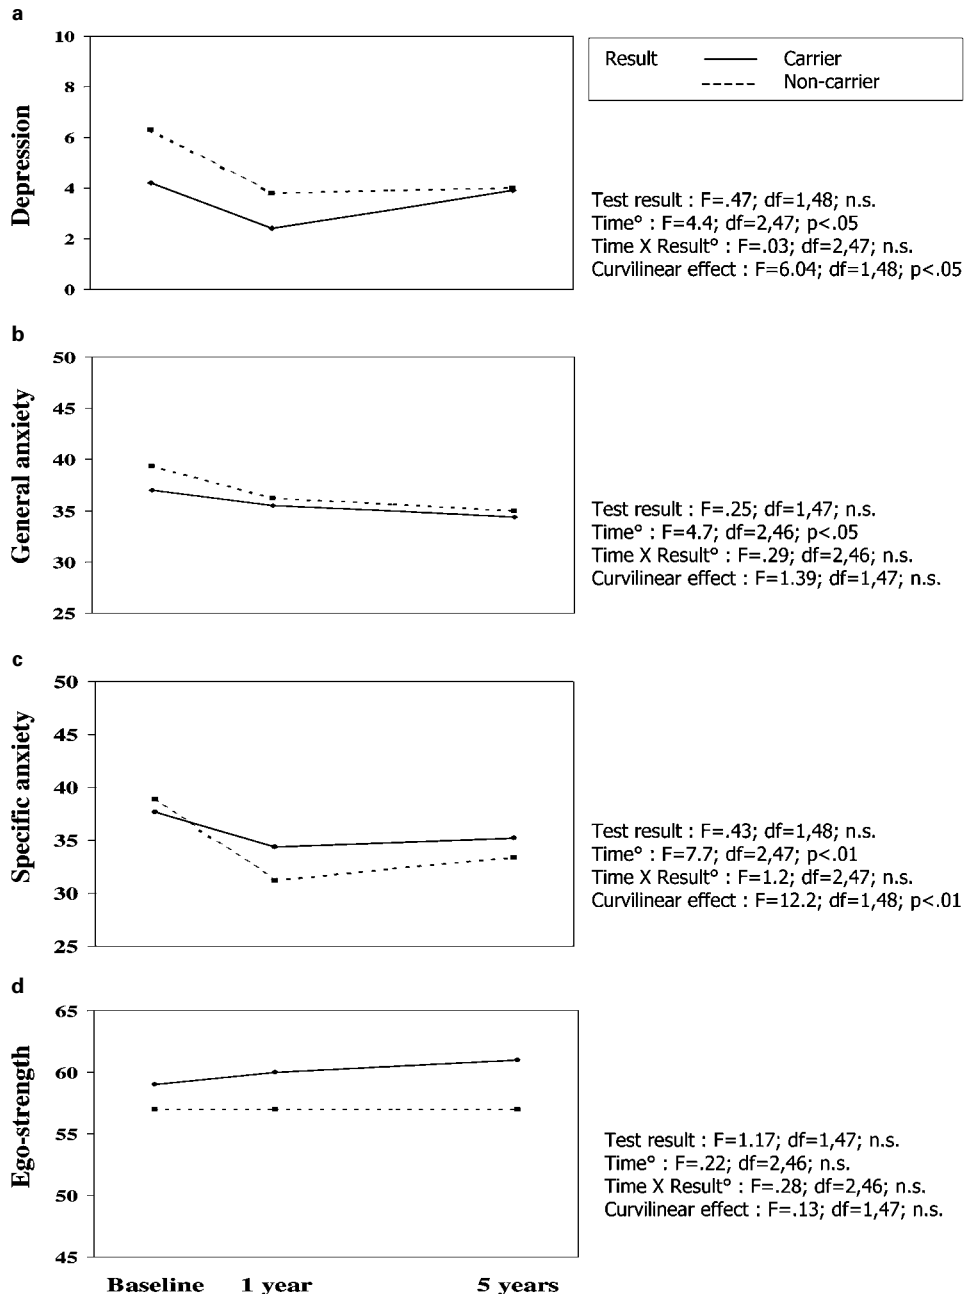 a
10
8
6
4
2
0
Depression
Result Carrier
Non-carrier
Test result : F=.47; df=1,48; n.s.
Time° : F=4.4; df=2,47; p<.05
Time X Result° : F=.03; df=2,47; n.s.
Curvilinear effect : F=6.04; df=1,48; p<.05
b
50
45
40
35
30
25
General anxiety
Test result : F=.25; df=1,47; n.s.
Time° : F=4.7; df=2,46; p<.05
Time X Result° : F=.29; df=2,46; n.s.
Curvilinear effect : F=1.39; df=1,47; n.s.
c
50
45
40
35
30
25
Specific anxiety
Test result : F=.43; df=1,48; n.s.
Time° : F=7.7; df=2,47; p<.01
Time X Result° : F=1.2; df=2,47; n.s.
Curvilinear effect : F=12.2; df=1,48; p<.01
d
65
60
55
50
45
Ego-strength
Test result : F=1.17; df=1,47; n.s.
Time° : F=.22; df=2,46; n.s.
Time X Result° : F=.28; df=2,46; n.s.
Curvilinear effect : F=.13; df=1,47; n.s.
Baseline 1 year 5 years